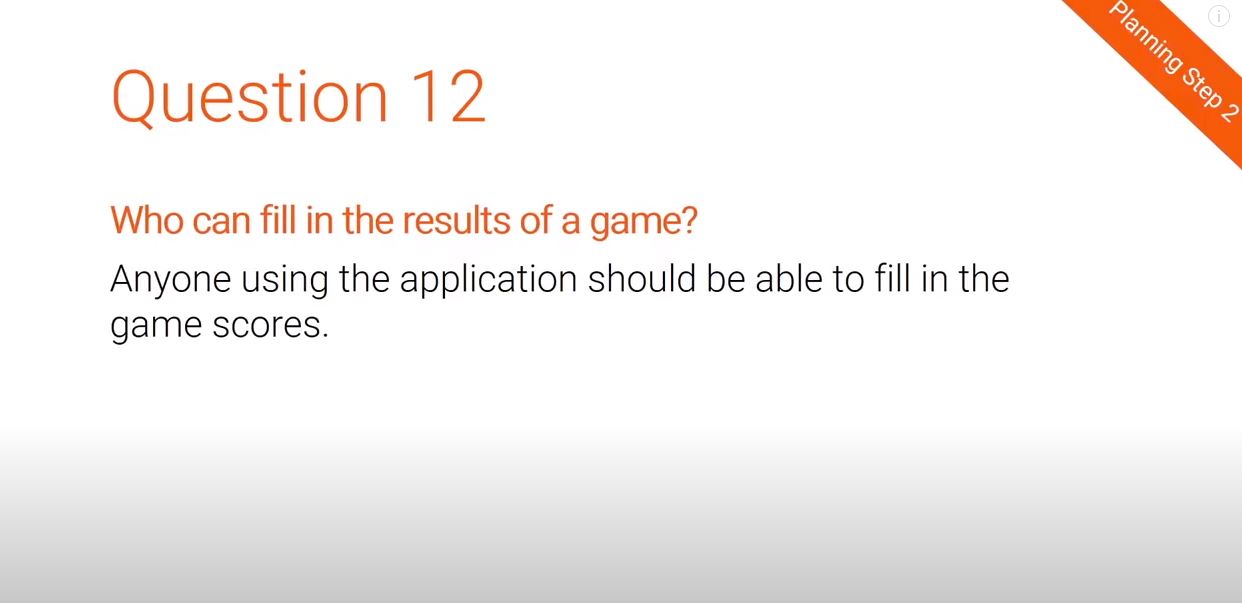 Planning Step 2
Question 12
Who can fill in the results of a game?
Anyone using the application should be able to fill in the
game scores.